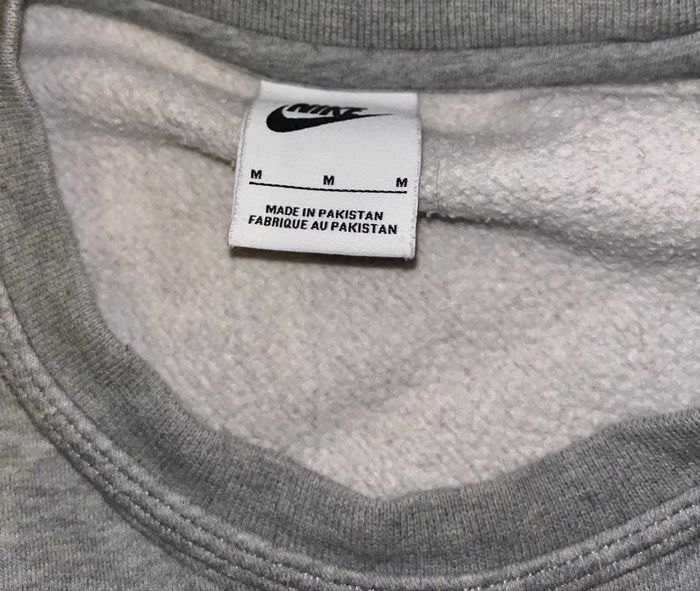 NIKE
M M M
MADE IN PAKISTAN
FABRIQUE AU PAKISTAN